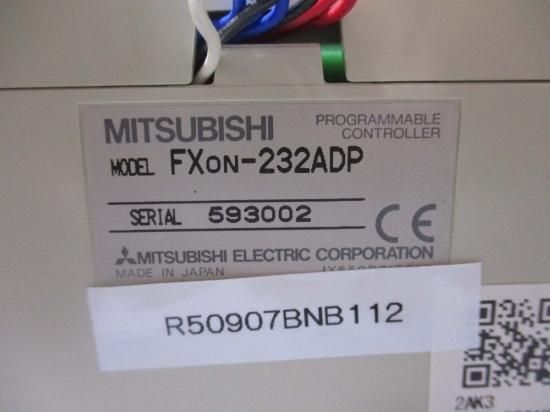 MITSUBISHI
PROGRAMMABLE
CONTROLLER
MODEL FX0N-232ADP
SERIAL 593002
CE
MITSUBISHI ELECTRIC CORPORATION
MADE IN JAPAN
R50907BNB112
2AK3